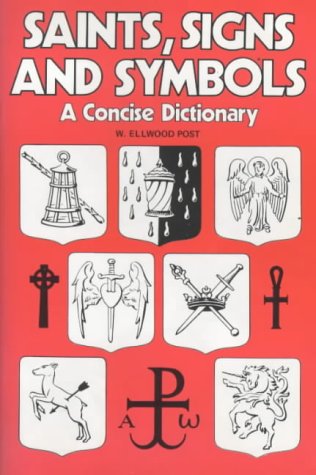 SAINTS, SIGNS
AND SYMBOLS
A Concise Dictionary
W. ELLWOOD POST
A Ω